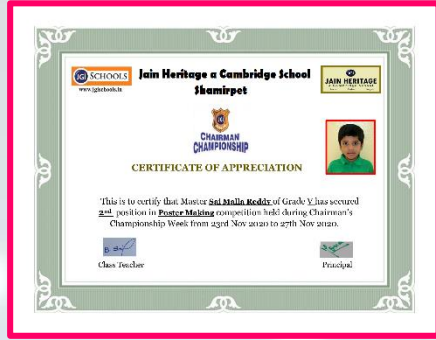 JGI SCHOOLS
www.jgischools.in
Jain Heritage a Cambridge School
Shamirpet
JAIN HERITAGE
CHAIRMAN
CHAMPIONSHIP
CERTIFICATE OF APPRECIATION
This is to certify that Master Sai Malla Reddy of Grade V has secured
2nd position in Poster Making competition held during Chairman's
Championship Week from 23rd Nov 2020 to 27th Nov 2020.
Class Teacher
Principal